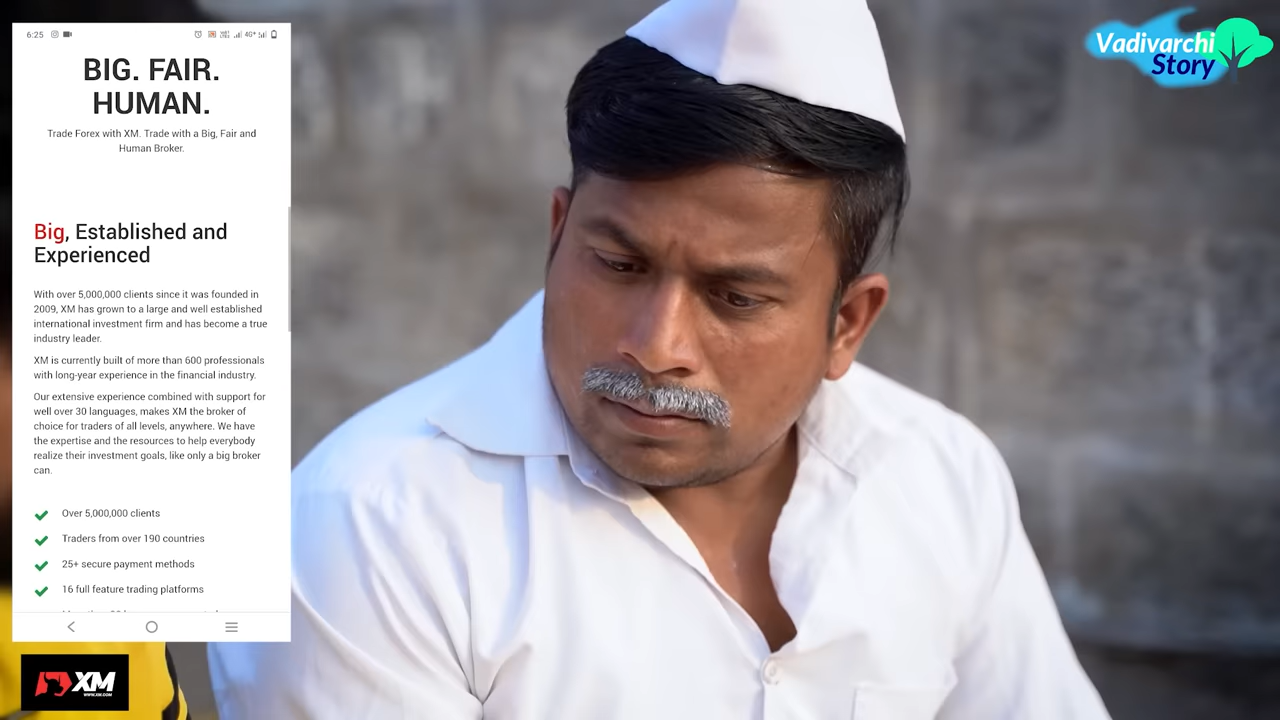 6:25
4G+
BIG. FAIR.
HUMAN.
Trade Forex with XM. Trade with a Big, Fair and
Human Broker.
Big, Established and
Experienced
With over 5,000,000 clients since it was founded in
2009, XM has grown to a large and well established
international investment firm and has become a true
industry leader.
XM is currently built of more than 600 professionals
with long-year experience in the financial industry.
Our extensive experience combined with support for
well over 30 languages, makes XM the broker of
choice for traders of all levels, anywhere. We have
the expertise and the resources to help everybody
realize their investment goals, like only a big broker
can.
Over 5,000,000 clients
Traders from over 190 countries
25+ secure payment methods
16 full feature trading platforms
XM
WWW.XM.COM
Vadivarchi
Story